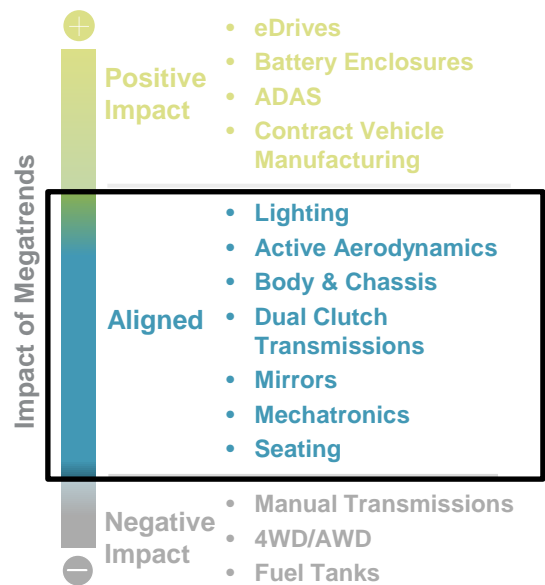 Impact of Megatrends
+
Positive
Impact
• eDrives
• Battery Enclosures
• ADAS
• Contract Vehicle
Manufacturing
Aligned
• Lighting
• Active Aerodynamics
• Body & Chassis
• Dual Clutch
Transmissions
• Mirrors
• Mechatronics
• Seating
Negative
Impact
• Manual Transmissions
• 4WD/AWD
• Fuel Tanks
−